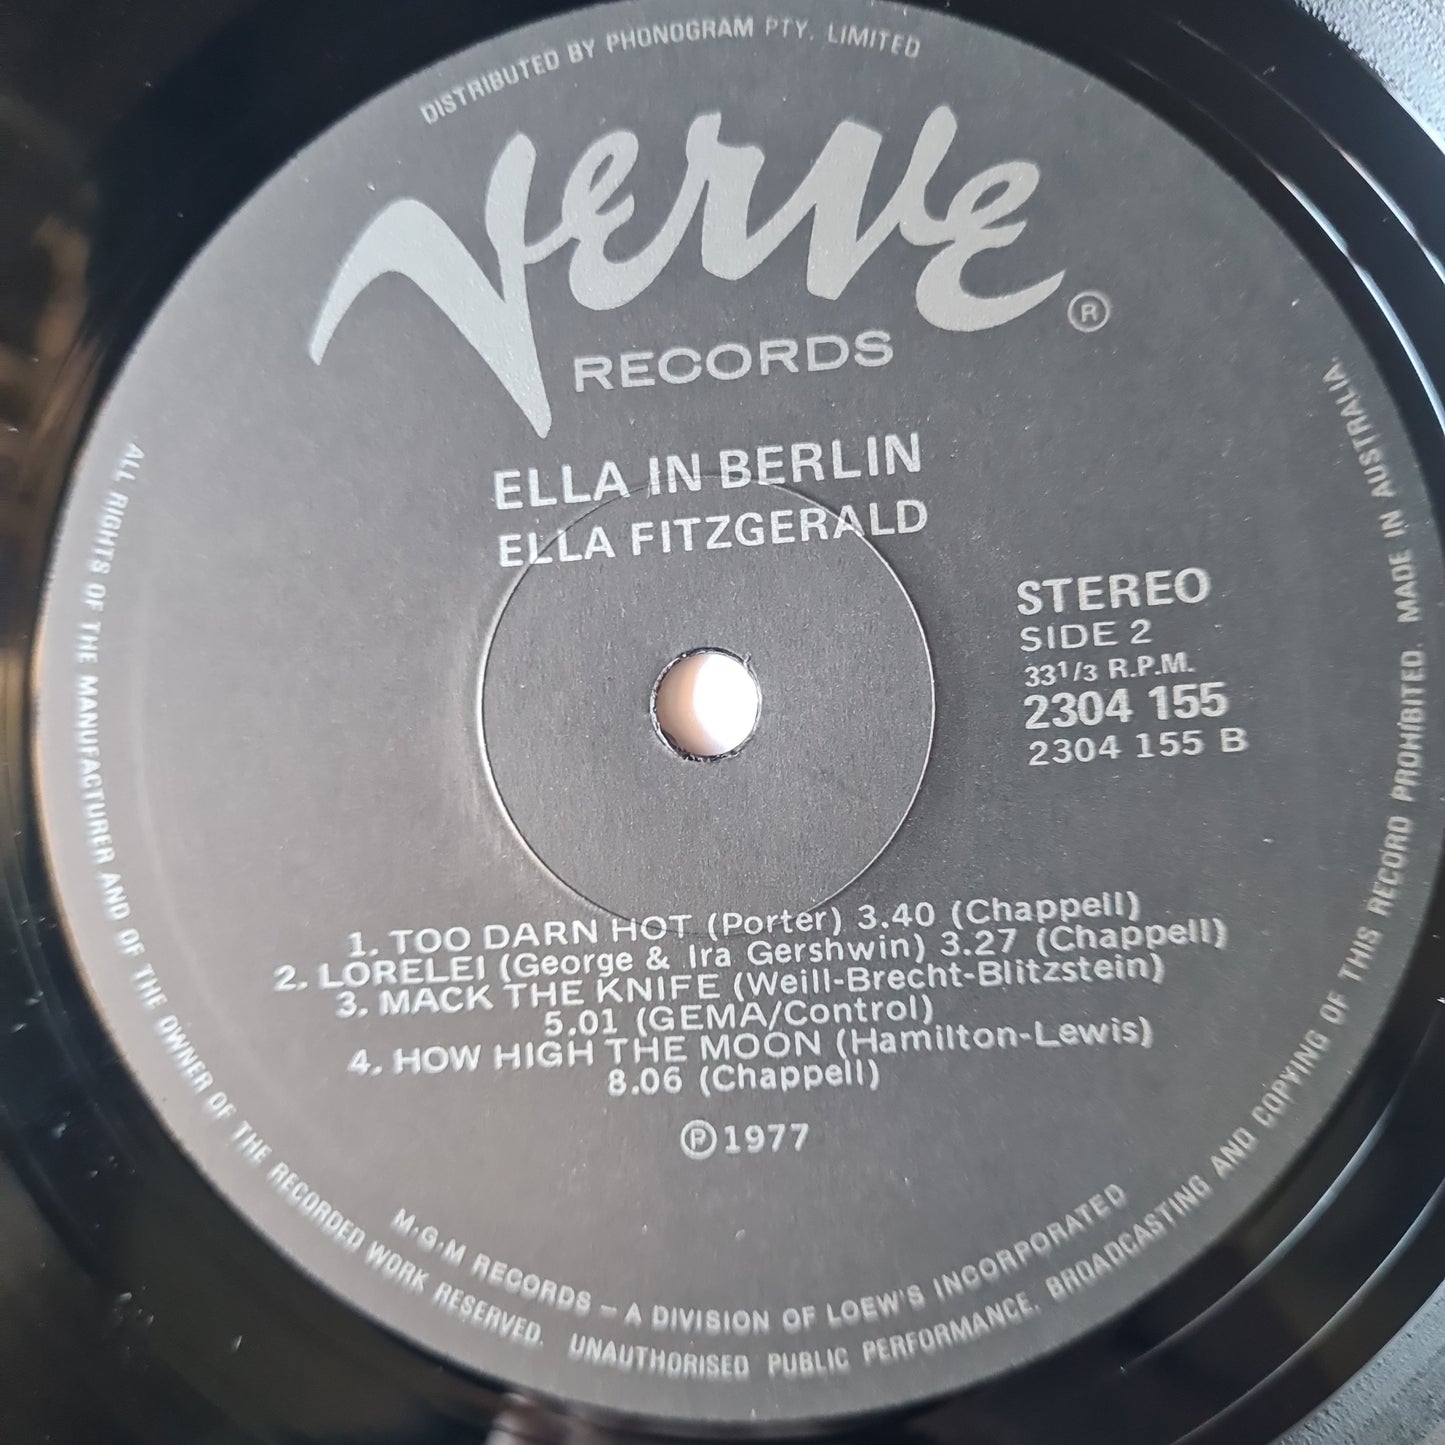 DISTRIBUTED BY PHONOGRAM PTY. LIMITED
Verve ®
RECORDS
ELLA IN BERLIN
ELLA FITZGERALD
STEREO
SIDE 2
33 1/3 R.P.M.
2304 155
2304 155 B
1. TOO DARN HOT (Porter) 3.40 (Chappell)
2. LORELEI (George & Ira Gershwin) 3.27 (Chappell)
3. MACK THE KNIFE (Weill-Brecht-Blitzstein)
5.01 (GEMA/Control)
4. HOW HIGH THE MOON (Hamilton-Lewis)
8.06 (Chappell)
℗1977
M.G.M RECORDS – A DIVISION OF LOEW'S INCORPORATED
ALL RIGHTS OF THE MANUFACTURER AND OF THE OWNER OF THE RECORDED WORK RESERVED. UNAUTHORISED PUBLIC PERFORMANCE, BROADCASTING AND COPYING OF THIS RECORD PROHIBITED. MADE IN AUSTRALIA.